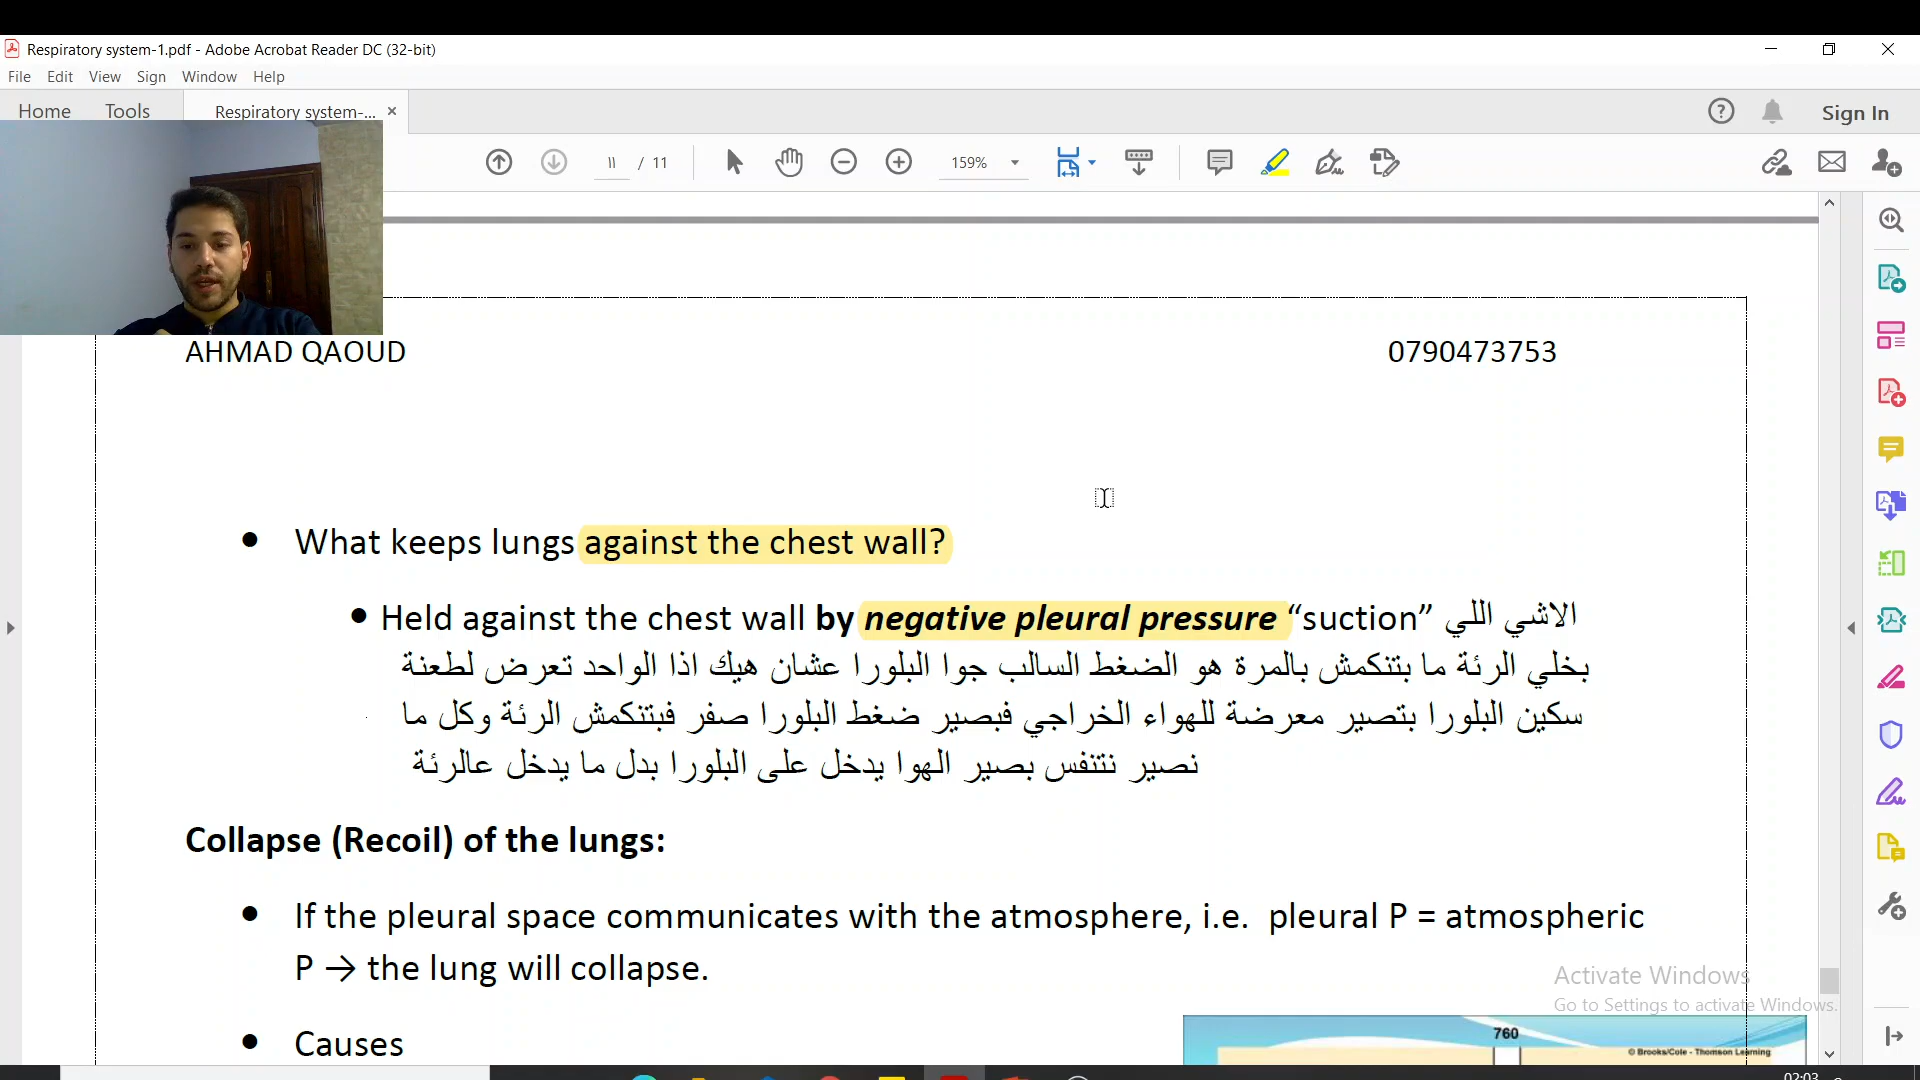 Respiratory system-1.pdf - Adobe Acrobat Reader DC (32-bit)
File Edit View Sign Window Help
Home Tools Respiratory system-... × Sign In
/ 11 159%
AHMAD QAOUD 0790473753
• What keeps lungs against the chest wall?
• Held against the chest wall by negative pleural pressure “suction” الاشي اللي
بخلي الرئة ما بتنكمش بالمرة هو الضغط السالب جوا البلورا عشان هيك اذا الواحد تعرض لطعنة
سكين البلورا بتصير معرضة للهواء الخراجي فبصير ضغط البلورا صفر فبتنكمش الرئة وكل ما
نصير نتنفس بصير الهوا يدخل على البلورا بدل ما يدخل عالرئة
Collapse (Recoil) of the lungs:
• If the pleural space communicates with the atmosphere, i.e. pleural P = atmospheric
P → the lung will collapse.
Activate Windows
Go to Settings to activate Windows.
• Causes
760
© Brooks/Cole - Thomson Learning
02:03